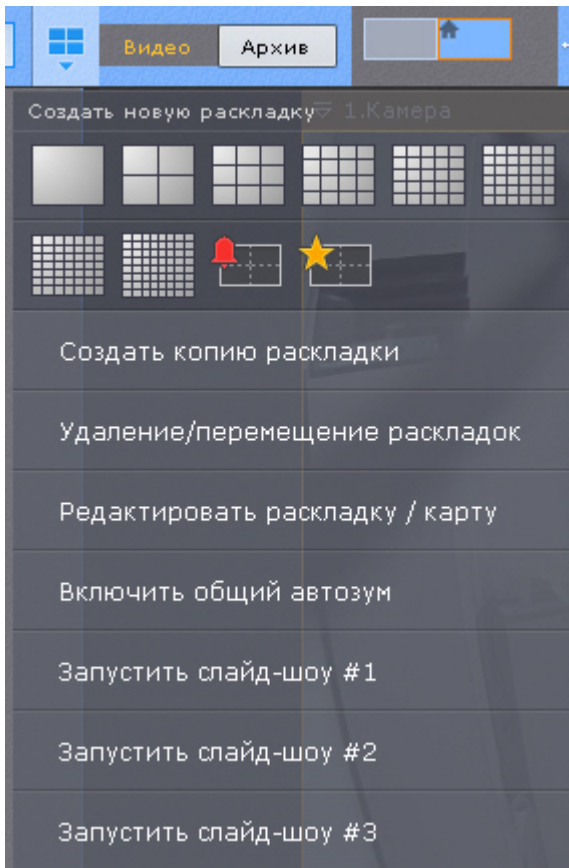 Видео Архив
Создать новую раскладку 1.Камера
Создать копию раскладки
Удаление/перемещение раскладок
Редактировать раскладку / карту
Включить общий автозум
Запустить слайд-шоу #1
Запустить слайд-шоу #2
Запустить слайд-шоу #3